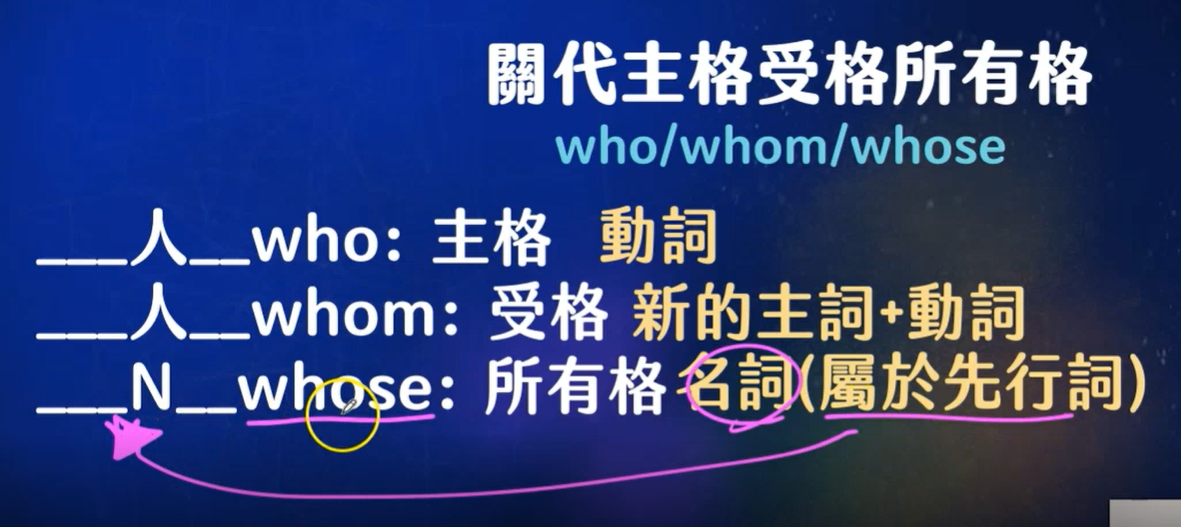 關代主格受格所有格
who/whom/whose
___人__who: 主格 動詞
___人__whom: 受格 新的主詞+動詞
___N__whose: 所有格 名詞(屬於先行詞)